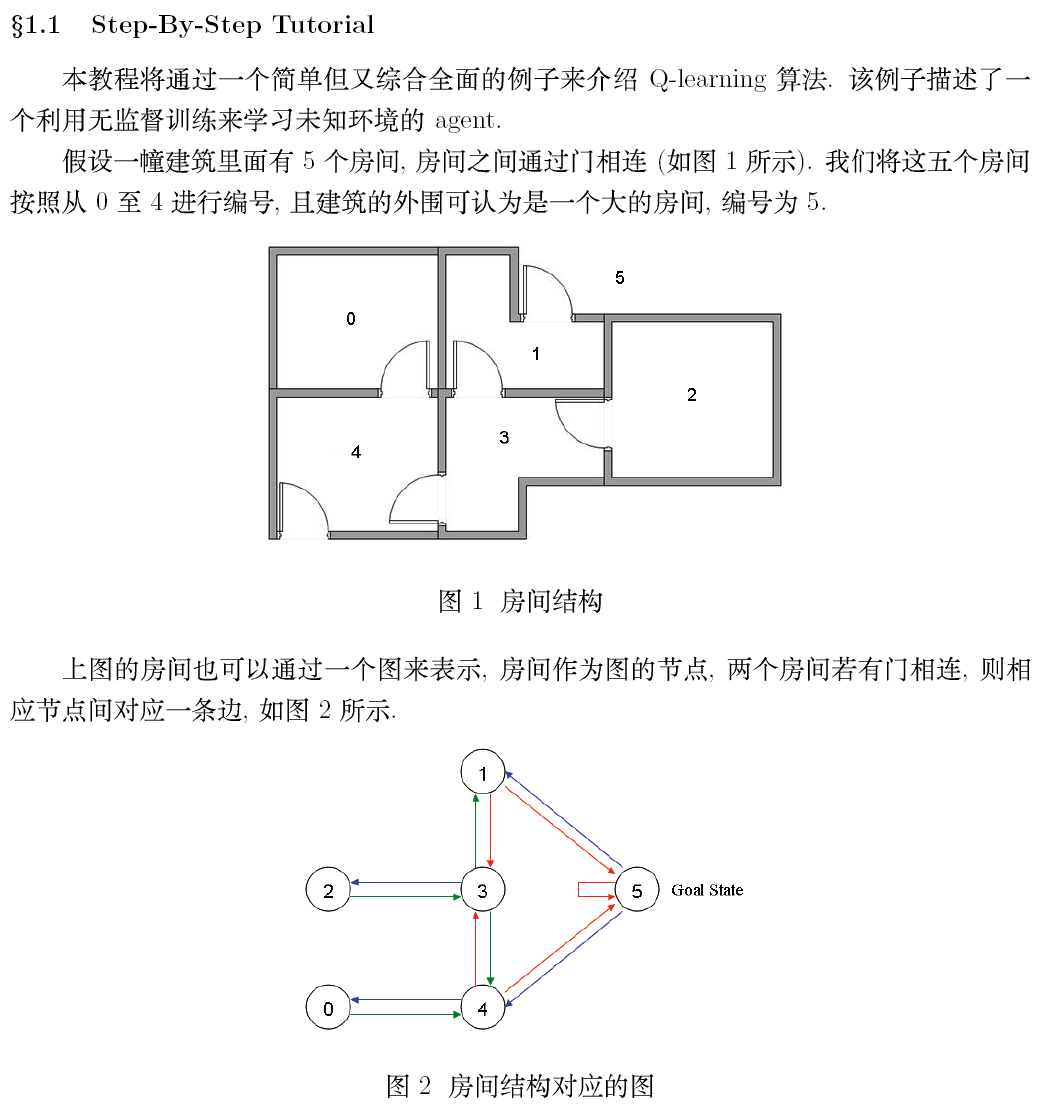 §1.1 Step-By-Step Tutorial
本教程将通过一个简单但又综合全面的例子来介绍 Q-learning 算法. 该例子描述了一
个利用无监督训练来学习未知环境的 agent.
假设一幢建筑里面有 5 个房间, 房间之间通过门相连 (如图 1 所示). 我们将这五个房间
按照从 0 至 4 进行编号, 且建筑的外围可认为是一个大的房间, 编号为 5.
5
0
1
2
3
4
图 1 房间结构
上图的房间也可以通过一个图来表示, 房间作为图的节点, 两个房间若有门相连, 则相
应节点间对应一条边, 如图 2 所示.
1
2
3
5
Goal State
0
4
图 2 房间结构对应的图